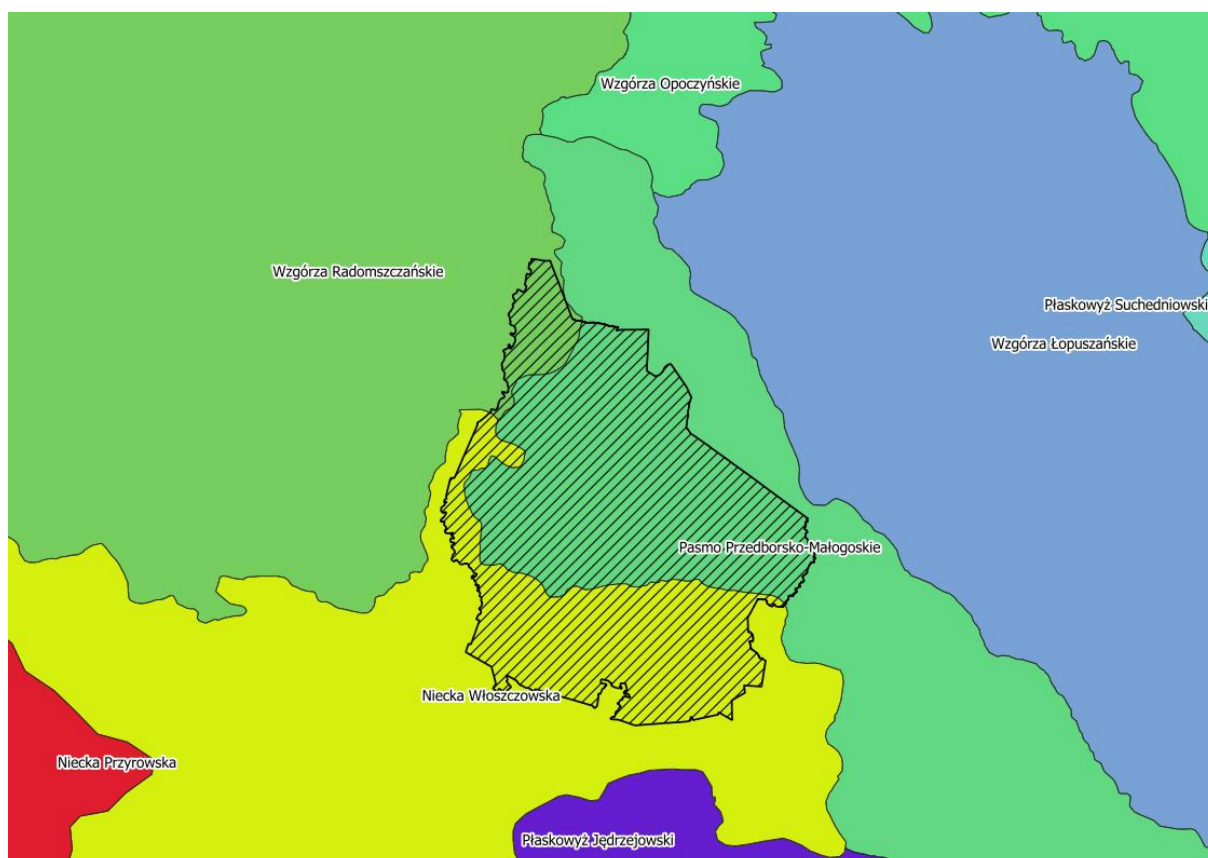 Wzgórza Opoczyńskie
Wzgórza Radomszczańskie
Płaskowyż Suchedniowski
Wzgórza Łopuszańskie
Pasmo Przedborsko-Małogoskie
Niecka Włoszczowska
Niecka Przyrowska
Płaskowyż Jędrzejowski